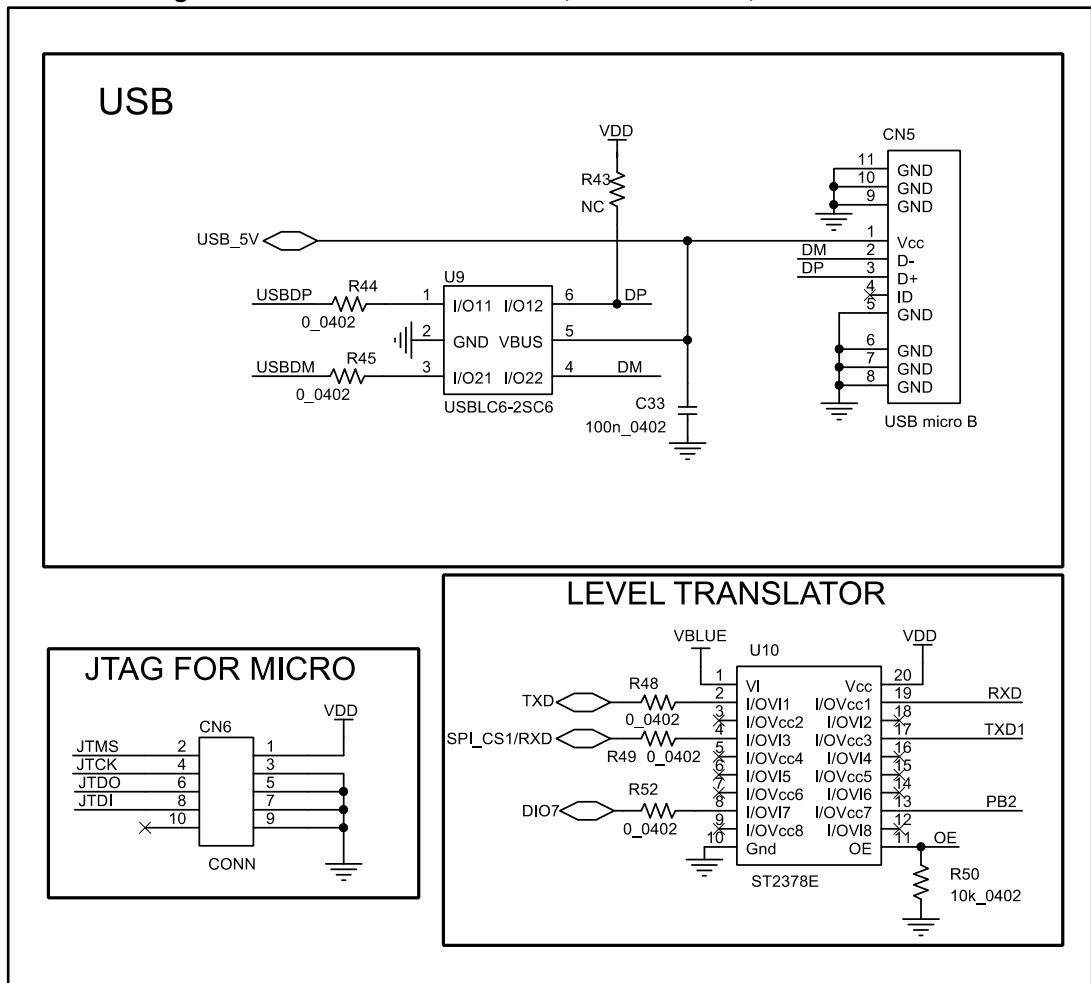 USB
VDD
R43
NC
USB_5V
USBDP
R44
0_0402
USBDM
R45
0_0402
U9
1 I/O11 I/O12 6 DP
2 GND VBUS 5
3 I/O21 I/O22 4 DM
USBLC6-2SC6
C33
100n_0402
CN5
11 GND
10 GND
9 GND
1 Vcc
DM 2 D-
DP 3 D+
4 ID
5 GND
6 GND
7 GND
8 GND
USB micro B
JTAG FOR MICRO
VDD
CN6
JTMS 2 1
JTCK 4 3
JTDO 6 5
JTDI 8 7
10 9
CONN
LEVEL TRANSLATOR
VBLUE
VDD
U10
1 VI Vcc 20
TXD R48 0_0402 2 I/OVI1 I/OVcc1 19 RXD
3 I/OVcc2 I/OVI2 18
SPI_CS1/RXD R49 0_0402 4 I/OVI3 I/OVcc3 17 TXD1
5 I/OVcc4 I/OVI4 16
6 I/OVI5 I/OVcc5 15
7 I/OVcc6 I/OVI6 14
DIO7 R52 0_0402 8 I/OVI7 I/OVcc7 13 PB2
9 I/OVcc8 I/OVI8 12
10 Gnd OE 11 OE
ST2378E
R50
10k_0402